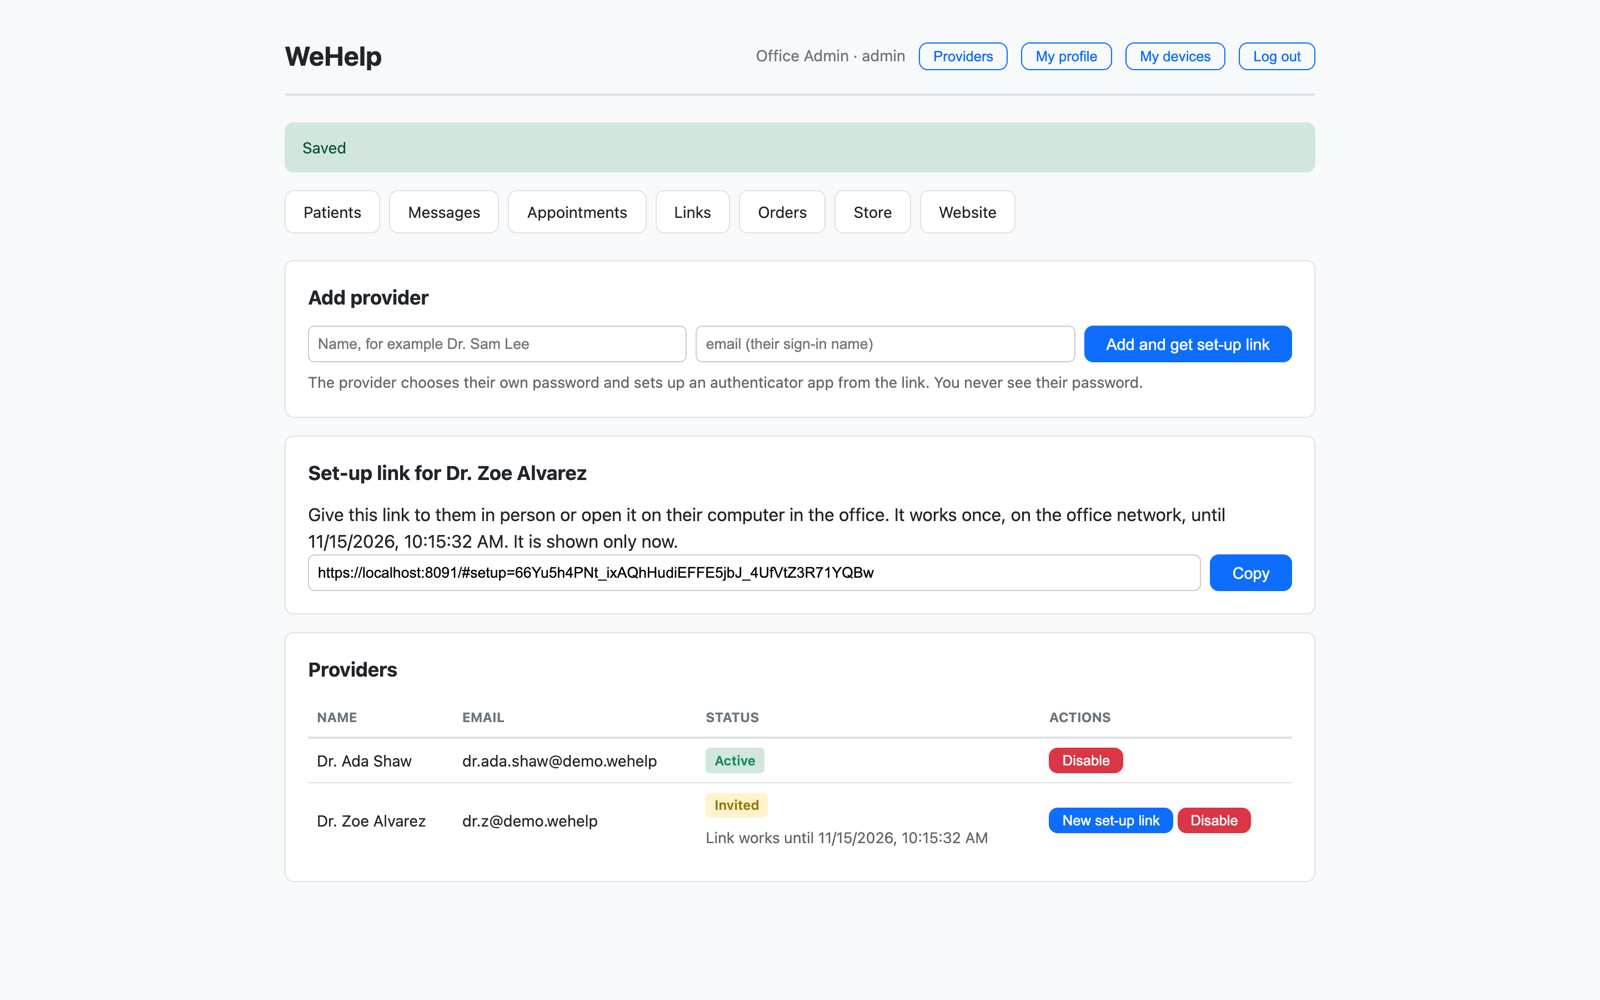 WeHelp
Office Admin · admin
Providers
My profile
My devices
Log out
Saved
Patients
Messages
Appointments
Links
Orders
Store
Website
Add provider
Name, for example Dr. Sam Lee
email (their sign-in name)
Add and get set-up link
The provider chooses their own password and sets up an authenticator app from the link. You never see their password.
Set-up link for Dr. Zoe Alvarez
Give this link to them in person or open it on their computer in the office. It works once, on the office network, until
11/15/2026, 10:15:32 AM. It is shown only now.
https://localhost:8091/#setup=66Yu5h4PNt_ixAQhHudiEFFE5jbJ_4UfVtZ3R71YQBw
Copy
Providers
NAME
EMAIL
STATUS
ACTIONS
Dr. Ada Shaw
dr.ada.shaw@demo.wehelp
Active
Disable
Dr. Zoe Alvarez
dr.z@demo.wehelp
Invited
Link works until 11/15/2026, 10:15:32 AM
New set-up link
Disable